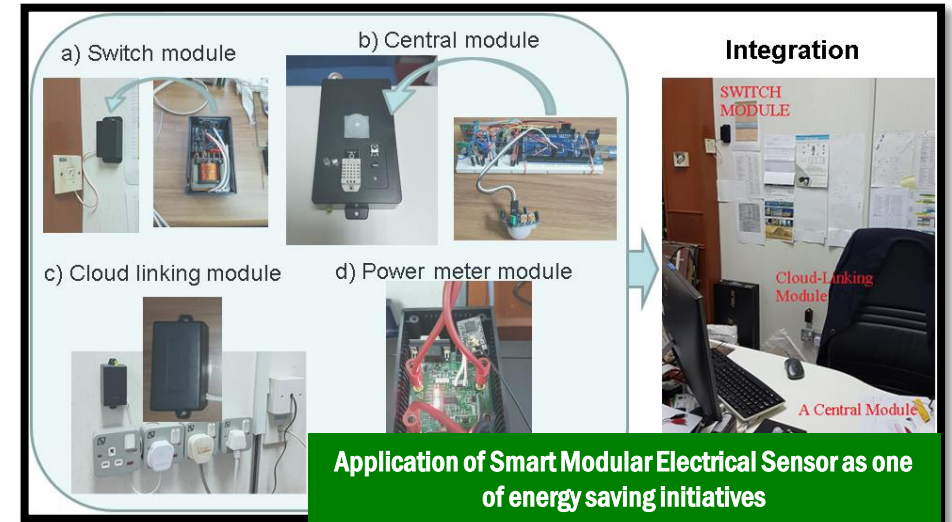 a) Switch module
b) Central module
Integration
SWITCH
MODULE
c) Cloud linking module
d) Power meter module
Cloud-Linking
Module
A Central Module
Application of Smart Modular Electrical Sensor as one
of energy saving initiatives